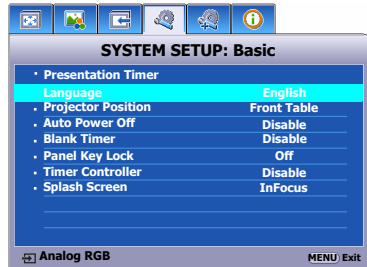 SYSTEM SETUP: Basic
Presentation Timer
Language English
Projector Position Front Table
Auto Power Off Disable
Blank Timer Disable
Panel Key Lock Off
Timer Controller Disable
Splash Screen InFocus
Analog RGB MENU Exit